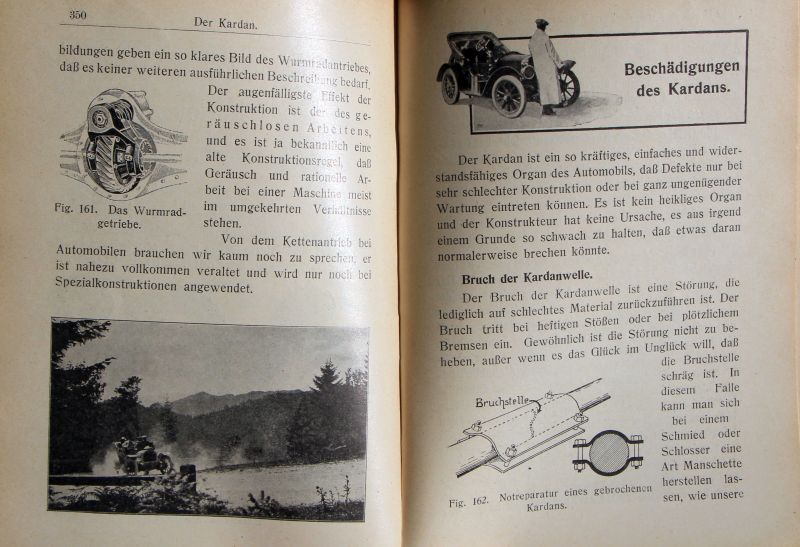 350
Der Kardan.
bildungen geben ein so klares Bild des Wurmradantriebes,
daß es keiner weiteren ausführlichen Beschreibung bedarf.
Der augenfälligste Effekt der
Konstruktion ist der des ge-
räuschlosen Arbeitens,
und es ist ja bekanntlich eine
alte Konstruktionsregel, daß
Geräusch und rationelle Ar-
beit bei einer Maschine meist
im umgekehrten Verhältnisse
stehen.
Fig. 161. Das Wurmrad-
getriebe.
Von dem Kettenantrieb bei
Automobilen brauchen wir kaum noch zu sprechen, er
ist nahezu vollkommen veraltet und wird nur noch bei
Spezialkonstruktionen angewendet.
Beschädigungen
des Kardans.
Der Kardan ist ein so kräftiges, einfaches und wider-
standsfähiges Organ des Automobils, daß Defekte nur bei
sehr schlechter Konstruktion oder bei ganz ungenügender
Wartung eintreten können. Es ist kein heikliges Organ
und der Konstrukteur hat keine Ursache, es aus irgend
einem Grunde so schwach zu halten, daß etwas daran
normalerweise brechen könnte.
Bruch der Kardanwelle.
Der Bruch der Kardanwelle ist eine Störung, die
lediglich auf schlechtes Material zurückzuführen ist. Der
Bruch tritt bei heftigen Stößen oder bei plötzlichem
Bremsen ein. Gewöhnlich ist die Störung nicht zu be-
heben, außer wenn es das Glück im Unglück will, daß
die Bruchstelle
schräg ist. In
diesem Falle
kann man sich
bei einem
Schmied oder
Schlosser eine
Art Manschette
herstellen las-
sen, wie unsere
Bruchstelle
Fig. 162. Notreparatur eines gebrochenen
Kardans.